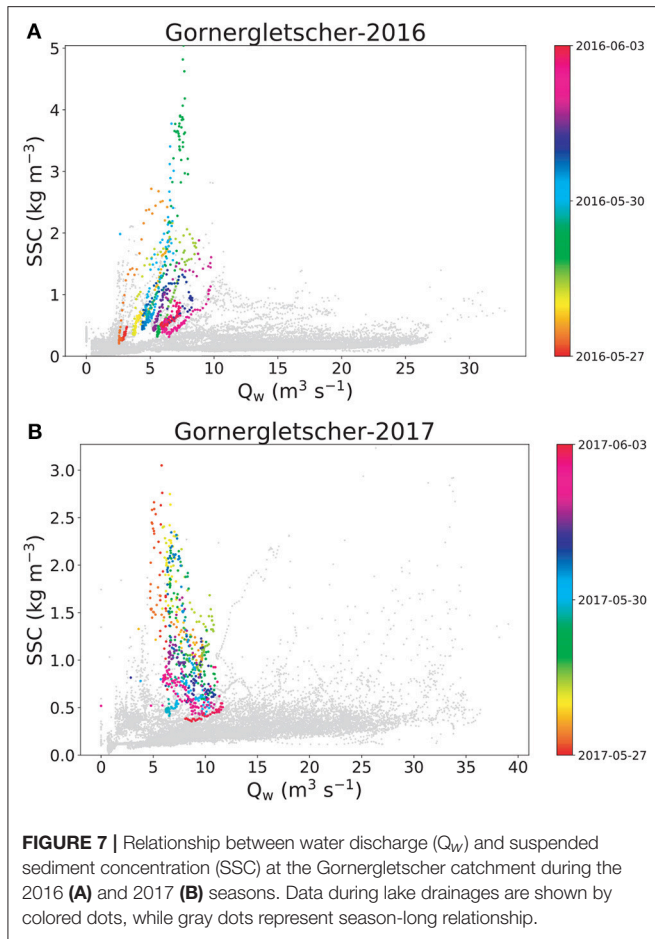 A
Gornergletscher-2016
5
4
3
2
1
0
SSC (kg m⁻³)
0 5 10 15 20 25 30
Q_w (m³ s⁻¹)
2016-06-03
2016-05-30
2016-05-27
B
Gornergletscher-2017
3.0
2.5
2.0
1.5
1.0
0.5
0.0
SSC (kg m⁻³)
0 5 10 15 20 25 30 35 40
Q_w (m³ s⁻¹)
2017-06-03
2017-05-30
2017-05-27
FIGURE 7 | Relationship between water discharge (Q_W) and suspended
sediment concentration (SSC) at the Gornergletscher catchment during the
2016 (A) and 2017 (B) seasons. Data during lake drainages are shown by
colored dots, while gray dots represent season-long relationship.